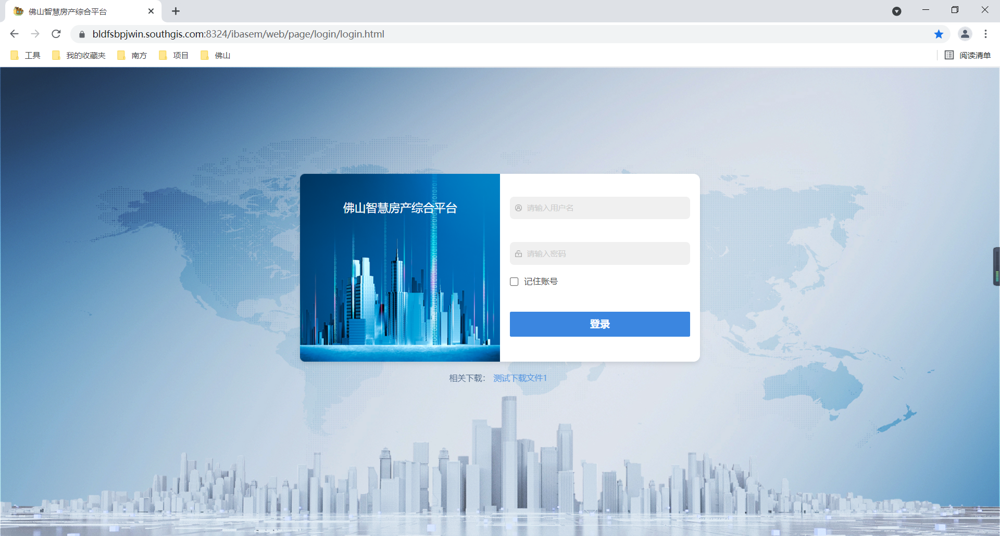 佛山智慧房产综合平台
bldfsbpjwin.southgis.com:8324/ibasem/web/page/login/login.html
工具 我的收藏夹 南方 项目 佛山 阅读清单
佛山智慧房产综合平台
请输入用户名
请输入密码
记住账号
登录
相关下载： 测试下载文件1